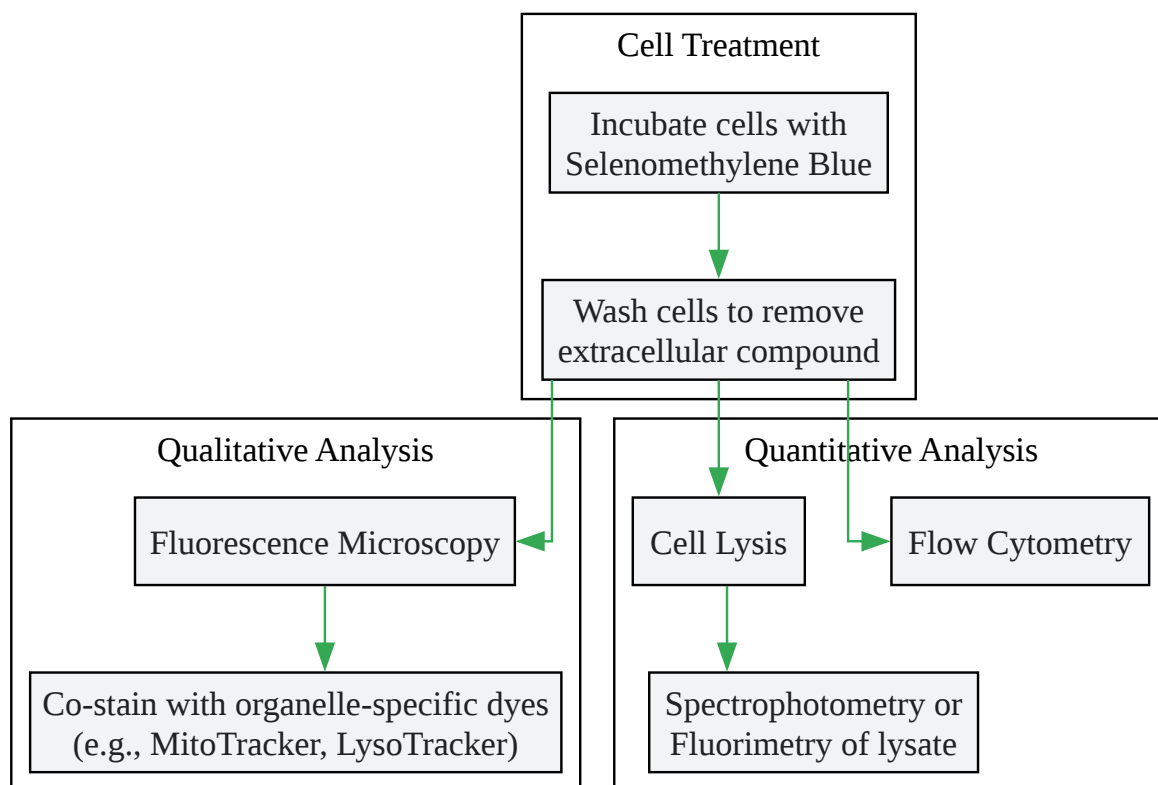 Cell Treatment
Incubate cells with
Selenomethylene Blue
Wash cells to remove
extracellular compound
Qualitative Analysis
Fluorescence Microscopy
Co-stain with organelle-specific dyes
(e.g., MitoTracker, LysoTracker)
Quantitative Analysis
Cell Lysis
Flow Cytometry
Spectrophotometry or
Fluorimetry of lysate